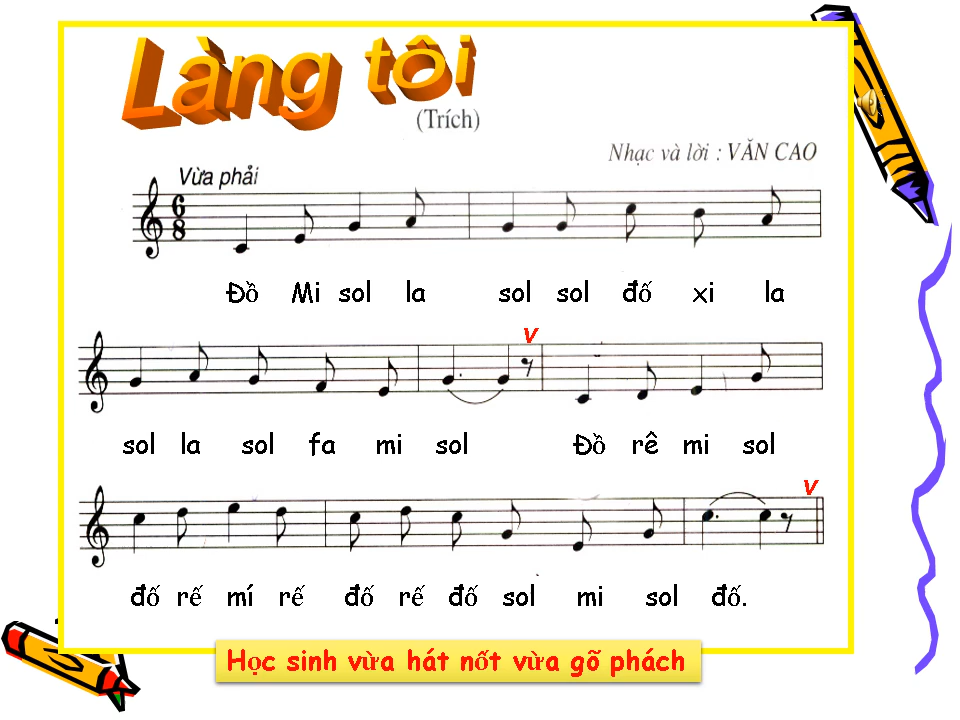 Làng tôi
(Trích)
Nhạc và lời : VĂN CAO
Vừa phải
6
8
Đồ Mi sol la sol sol đố xi la
V
sol la sol fa mi sol Đồ rê mi sol
V
đố rế mí rế đố rế đố sol mi sol đố.
Học sinh vừa hát nốt vừa gõ phách